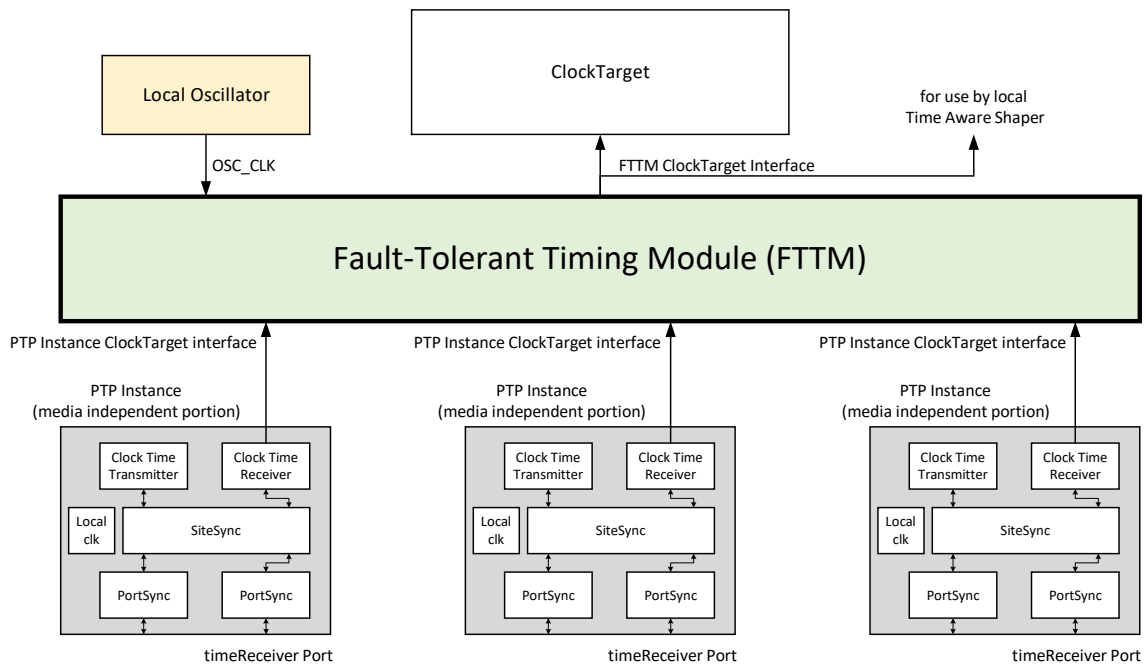 ClockTarget
Local Oscillator
for use by local
Time Aware Shaper
OSC_CLK
FTTM ClockTarget Interface
Fault-Tolerant Timing Module (FTTM)
PTP Instance ClockTarget interface
PTP Instance ClockTarget interface
PTP Instance ClockTarget interface
PTP Instance
(media independent portion)
Clock Time
Transmitter
Clock Time
Receiver
Local
clk
SiteSync
PortSync
PortSync
timeReceiver Port
PTP Instance
(media independent portion)
Clock Time
Transmitter
Clock Time
Receiver
Local
clk
SiteSync
PortSync
PortSync
timeReceiver Port
PTP Instance
(media independent portion)
Clock Time
Transmitter
Clock Time
Receiver
Local
clk
SiteSync
PortSync
PortSync
timeReceiver Port